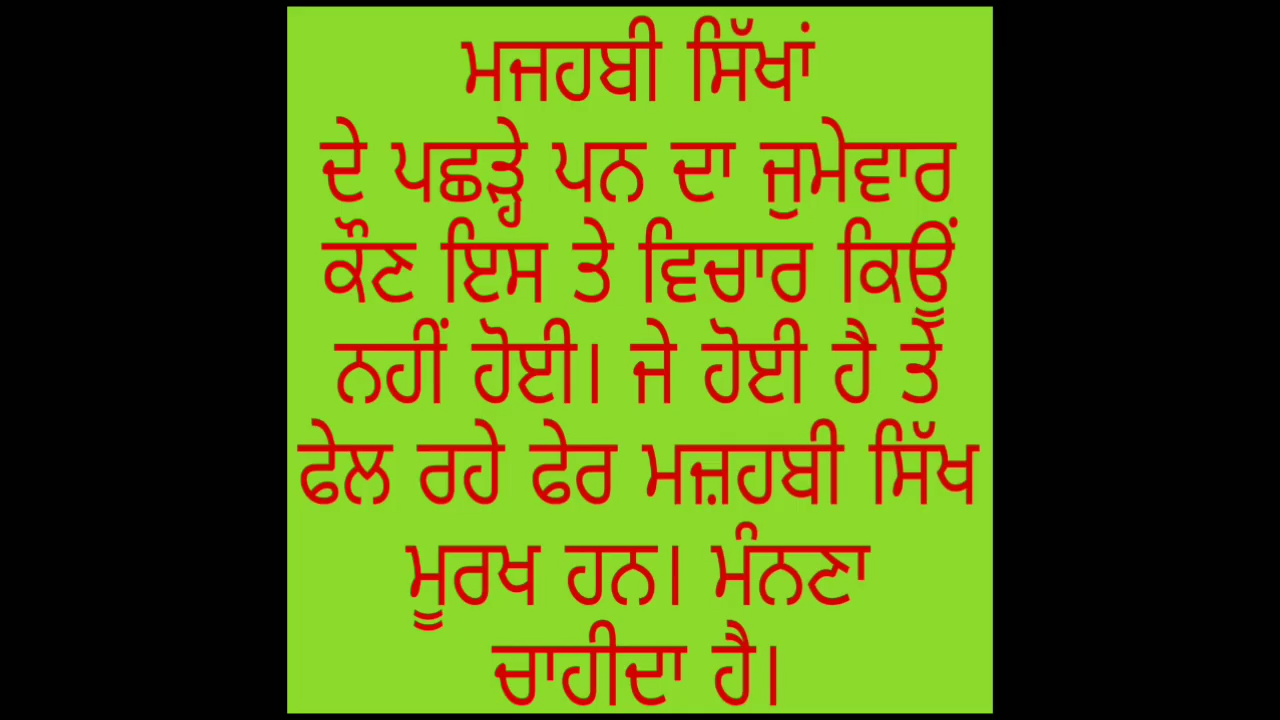 ਮਜਹਬੀ ਸਿੱਖਾਂ
ਦੇ ਪਛੜ੍ਹੇ ਪਨ ਦਾ ਜੁਮੇਵਾਰ
ਕੌਣ ਇਸ ਤੇ ਵਿਚਾਰ ਕਿਉਂ
ਨਹੀਂ ਹੋਈ। ਜੇ ਹੋਈ ਹੈ ਤੋਂ
ਫੇਲ ਰਹੇ ਫੇਰ ਮਜ਼ਹਬੀ ਸਿੱਖ
ਮੂਰਖ ਹਨ। ਮੰਨਣਾ
ਚਾਹੀਦਾ ਹੈ।